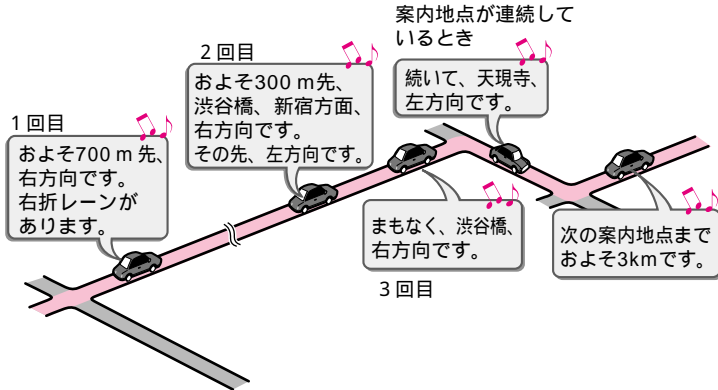 1回目
およそ700 m 先、
右方向です。
右折レーンが
あります。
2回目
およそ300 m 先、
渋谷橋、新宿方面、
右方向です。
その先、左方向です。
まもなく、渋谷橋、
右方向です。
3回目
案内地点が連続して
いるとき
続いて、天現寺、
左方向です。
次の案内地点まで
およそ3kmです。